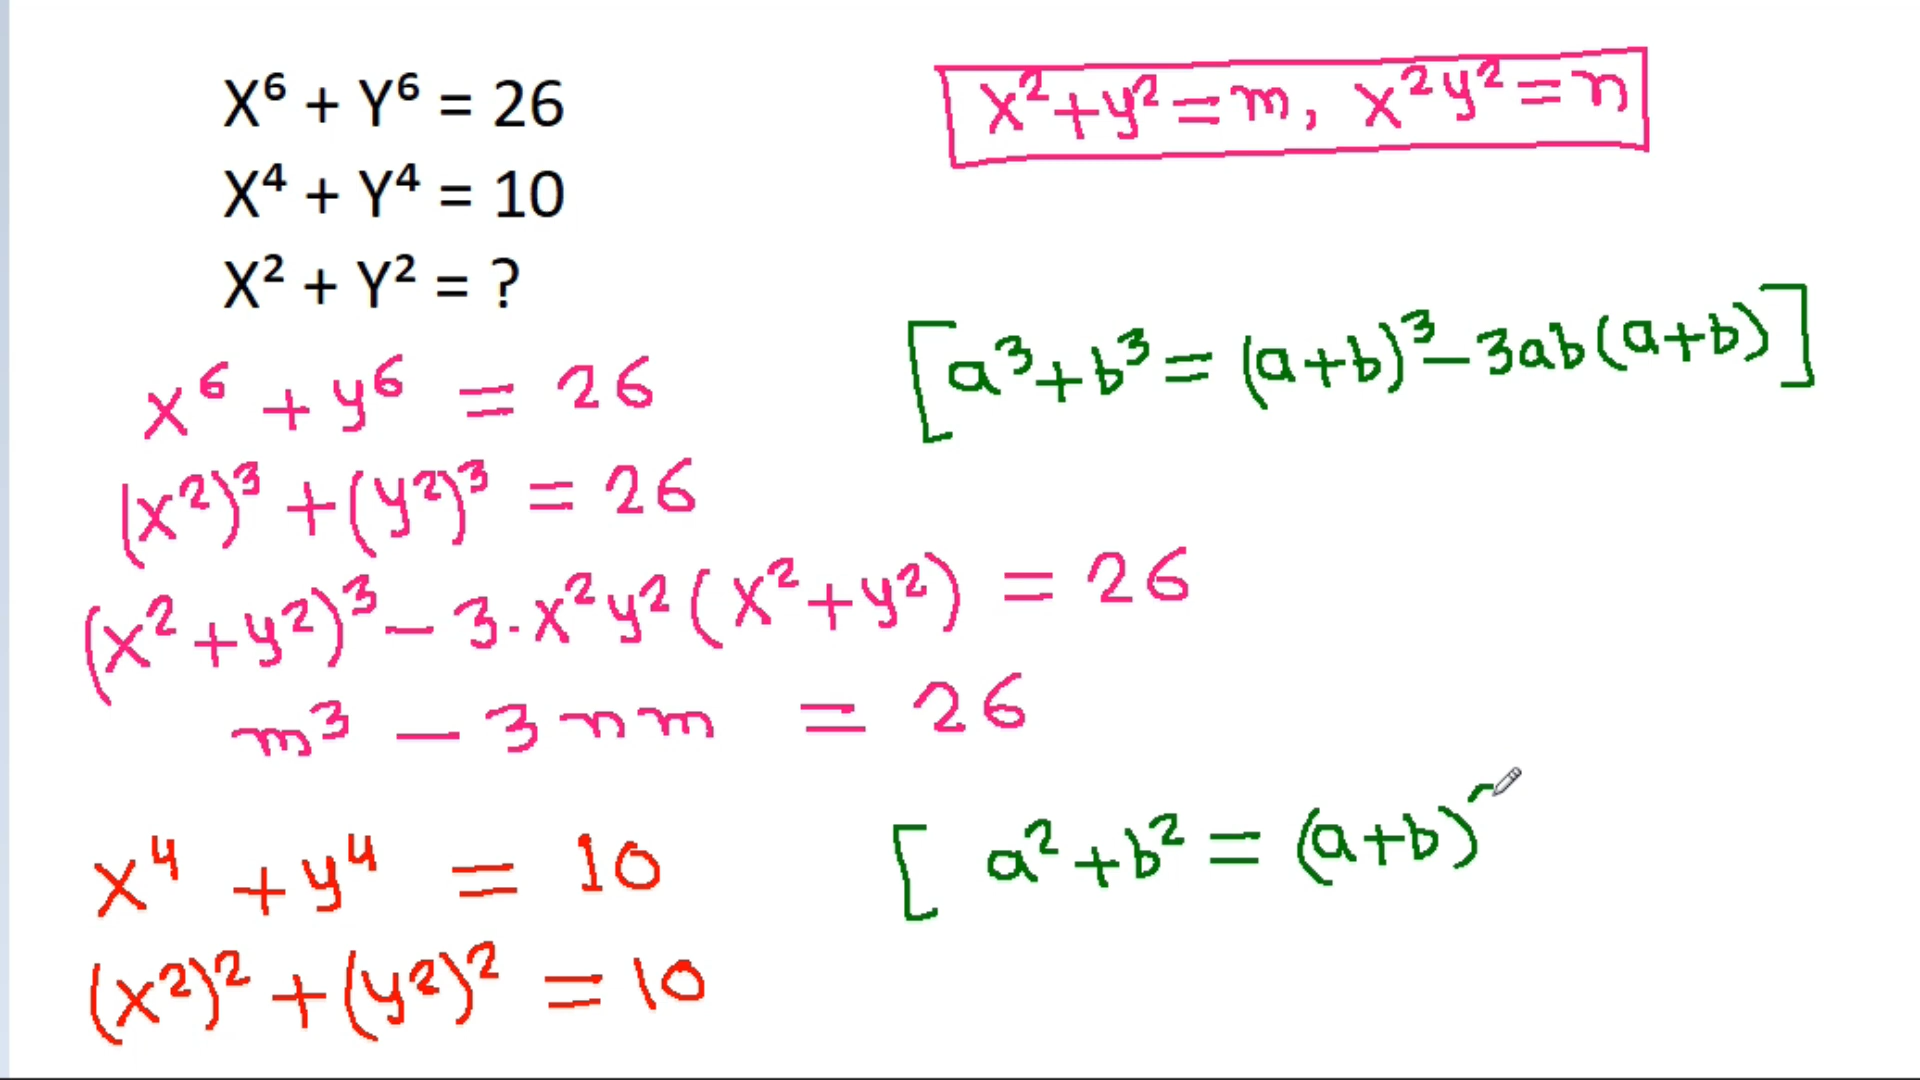 X⁶ + Y⁶ = 26
X⁴ + Y⁴ = 10
X² + Y² = ?
x²+y²=m, x²y²=n
[a³+b³=(a+b)³-3ab(a+b)]
x⁶ + y⁶ = 26
(x²)³ + (y²)³ = 26
(x²+y²)³ - 3·x²y²(x²+y²) = 26
m³ - 3nm = 26
x⁴ + y⁴ = 10
(x²)² + (y²)² = 10
[ a²+b² = (a+b)